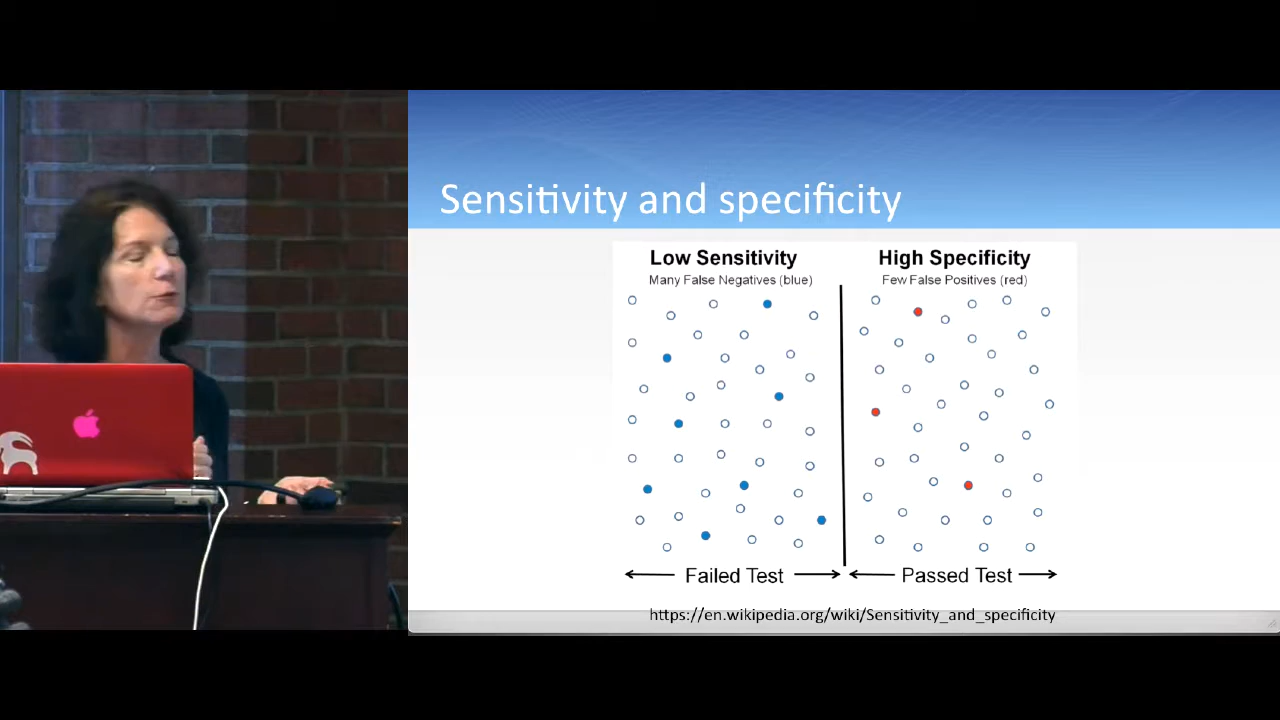 Sensitivity and specificity
Low Sensitivity
Many False Negatives (blue)
High Specificity
Few False Positives (red)
Failed Test
Passed Test
https://en.wikipedia.org/wiki/Sensitivity_and_specificity